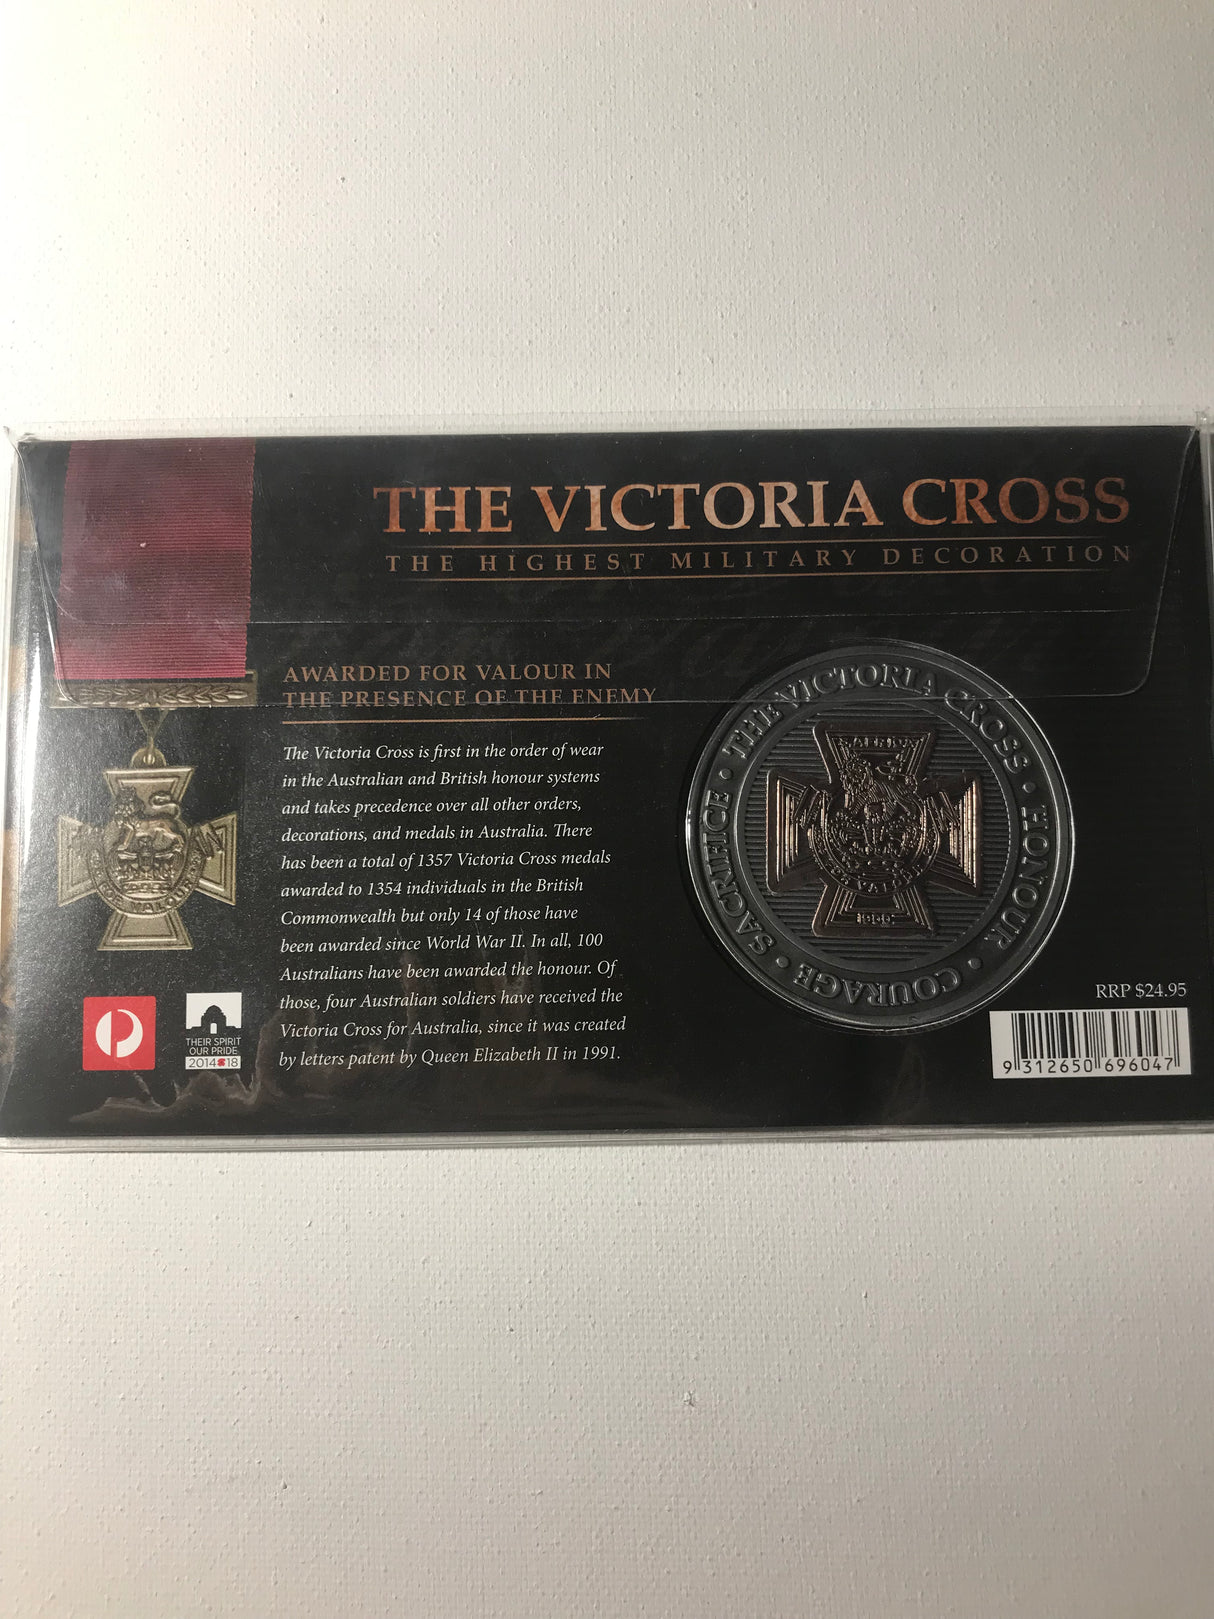 THE VICTORIA CROSS
THE HIGHEST MILITARY DECORATION
AWARDED FOR VALOUR IN
THE PRESENCE OF THE ENEMY
The Victoria Cross is first in the order of wear
in the Australian and British honour systems
and takes precedence over all other orders,
decorations, and medals in Australia. There
has been a total of 1357 Victoria Cross medals
awarded to 1354 individuals in the British
Commonwealth but only 14 of those have
been awarded since World War II. In all, 100
Australians have been awarded the honour. Of
those, four Australian soldiers have received the
Victoria Cross for Australia, since it was created
by letters patent by Queen Elizabeth II in 1991.
THE VICTORIA CROSS • HONOUR • COURAGE • SACRIFICE •
FOR VALOUR
THEIR SPIRIT
OUR PRIDE
2014 18
RRP $24.95
9 312650 696047